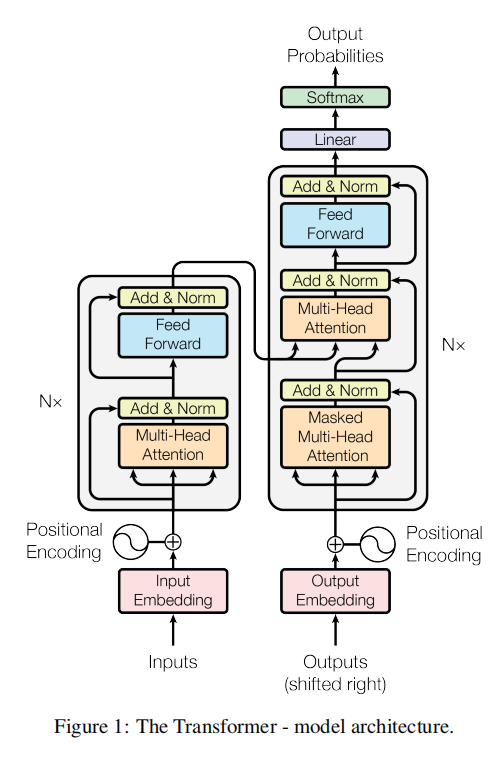 Output
Probabilities
Softmax
Linear
Add & Norm
Feed
Forward
Add & Norm
Multi-Head
Attention
Add & Norm
Masked
Multi-Head
Attention
N×
Add & Norm
Feed
Forward
Add & Norm
Multi-Head
Attention
N×
Positional
Encoding
Positional
Encoding
Input
Embedding
Output
Embedding
Inputs
Outputs
(shifted right)
Figure 1: The Transformer - model architecture.